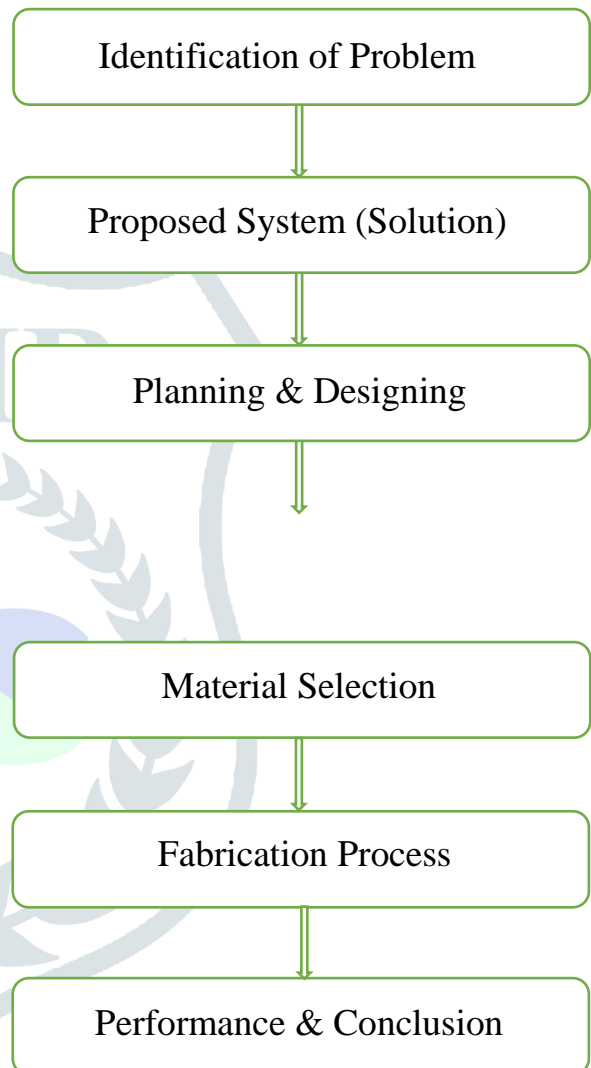 Identification of Problem
Proposed System (Solution)
Planning & Designing
Material Selection
Fabrication Process
Performance & Conclusion